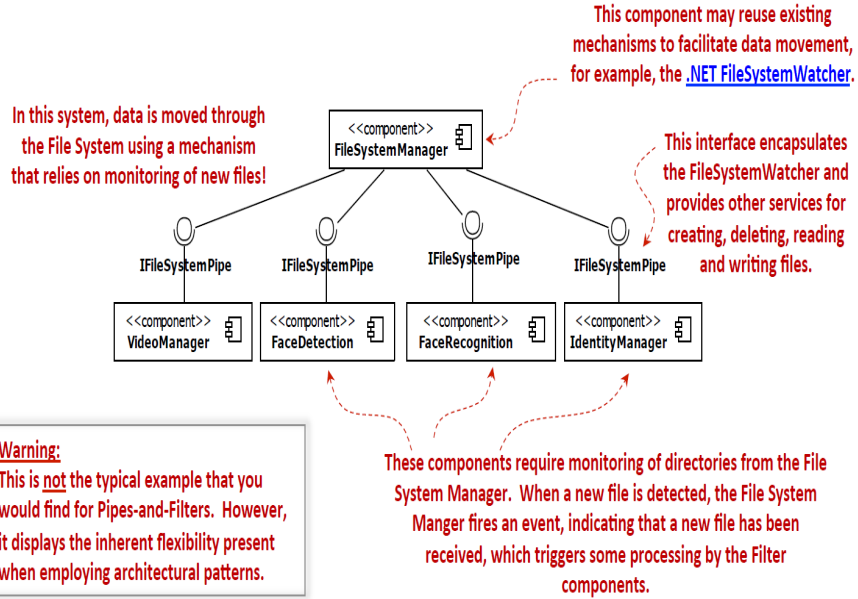 This component may reuse existing
mechanisms to facilitate data movement,
for example, the .NET FileSystemWatcher.
In this system, data is moved through
the File System using a mechanism
that relies on monitoring of new files!
<<component>>
FileSystemManager
This interface encapsulates
the FileSystemWatcher and
provides other services for
creating, deleting, reading
and writing files.
IFileSystemPipe
IFileSystemPipe
IFileSystemPipe
IFileSystemPipe
<<component>>
VideoManager
<<component>>
FaceDetection
<<component>>
FaceRecognition
<<component>>
IdentityManager
Warning:
This is not the typical example that you
would find for Pipes-and-Filters. However,
it displays the inherent flexibility present
when employing architectural patterns.
These components require monitoring of directories from the File
System Manager. When a new file is detected, the File System
Manger fires an event, indicating that a new file has been
received, which triggers some processing by the Filter
components.